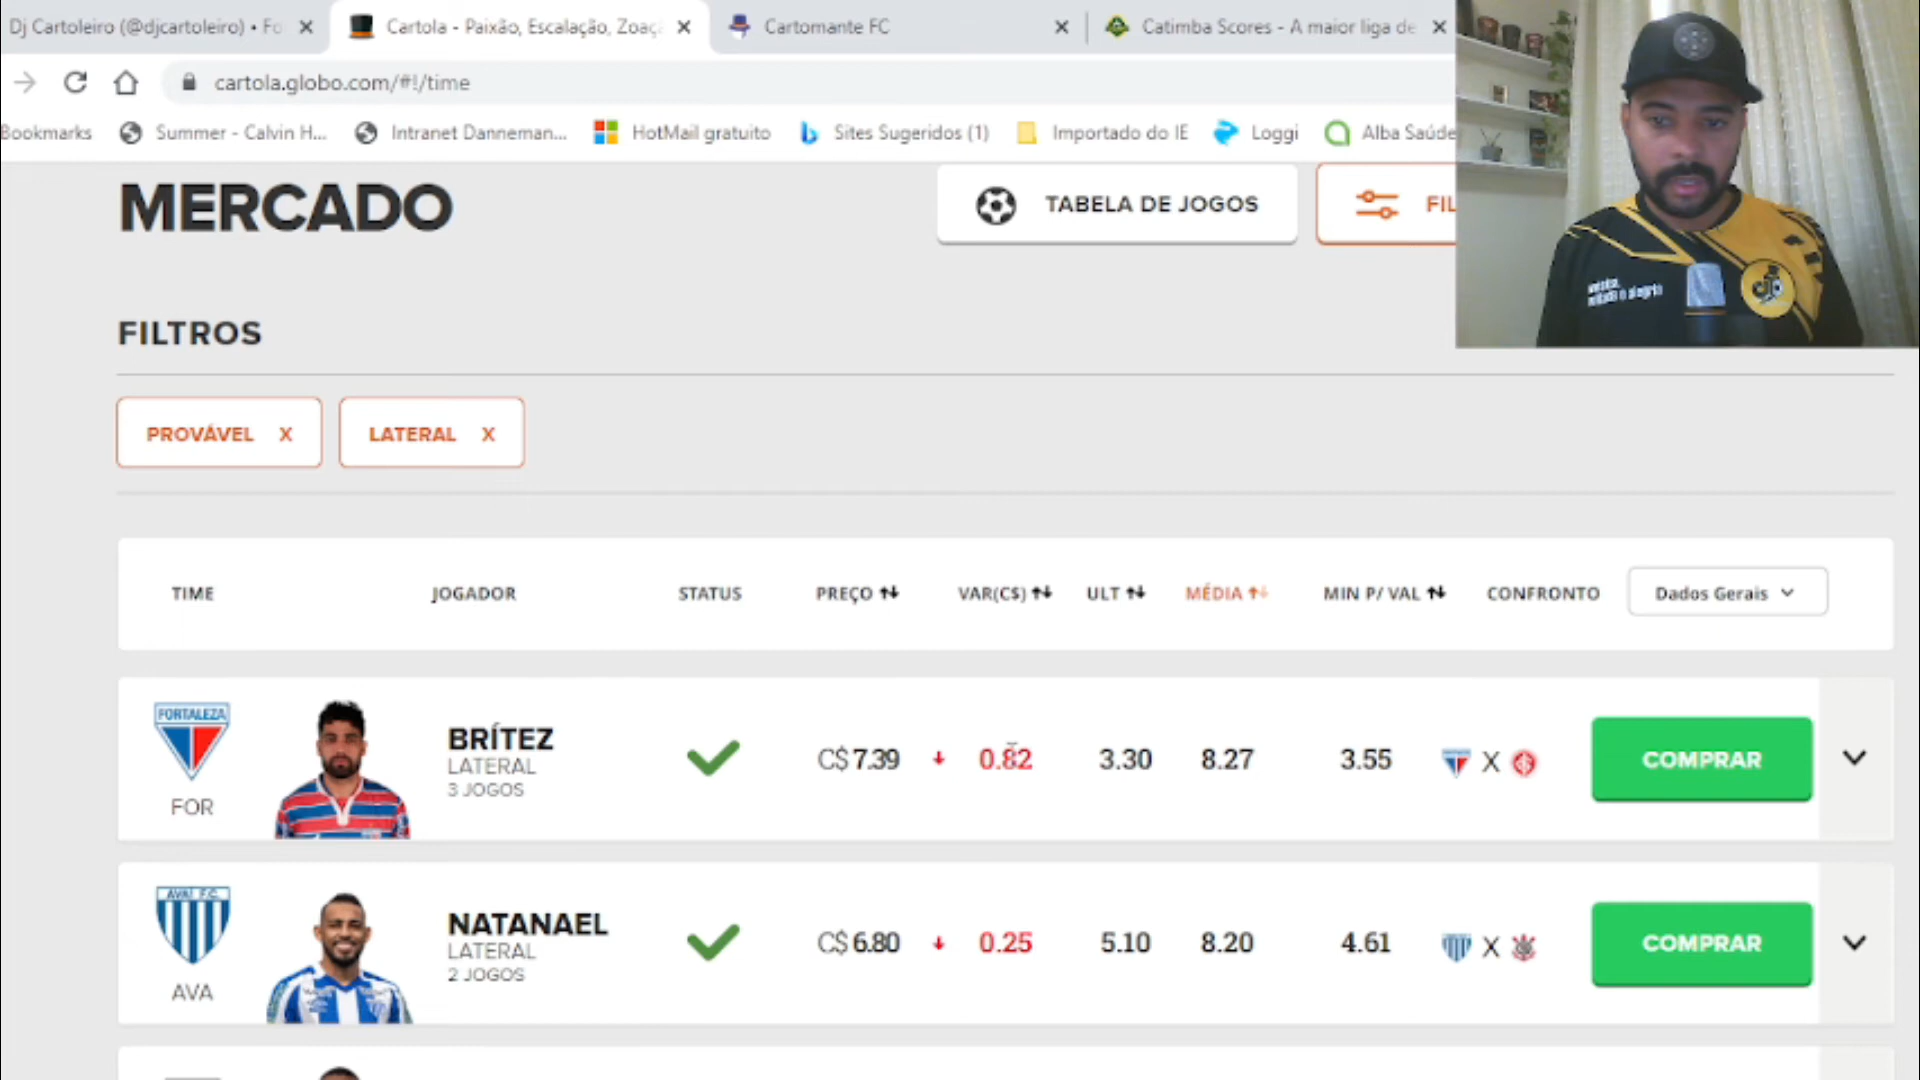 Dj Cartoleiro (@djcartoleiro) • Fo
Cartola - Paixão, Escalação, Zoaç
Cartomante FC
Catimba Scores - A maior liga de
cartola.globo.com/#!/time
Bookmarks
Summer - Calvin H...
Intranet Danneman...
HotMail gratuito
Sites Sugeridos (1)
Importado do IE
Loggi
Alba Saúde
MERCADO
TABELA DE JOGOS
FIL
FILTROS
PROVÁVEL X
LATERAL X
TIME JOGADOR STATUS PREÇO VAR(C$) ULT MÉDIA MIN P/ VAL CONFRONTO Dados Gerais
FORTALEZA
FOR
BRÍTEZ
LATERAL
3 JOGOS
C$ 7.39 0.82 3.30 8.27 3.55 X COMPRAR
AVAÍ F.C.
AVA
NATANAEL
LATERAL
2 JOGOS
C$ 6.80 0.25 5.10 8.20 4.61 X COMPRAR